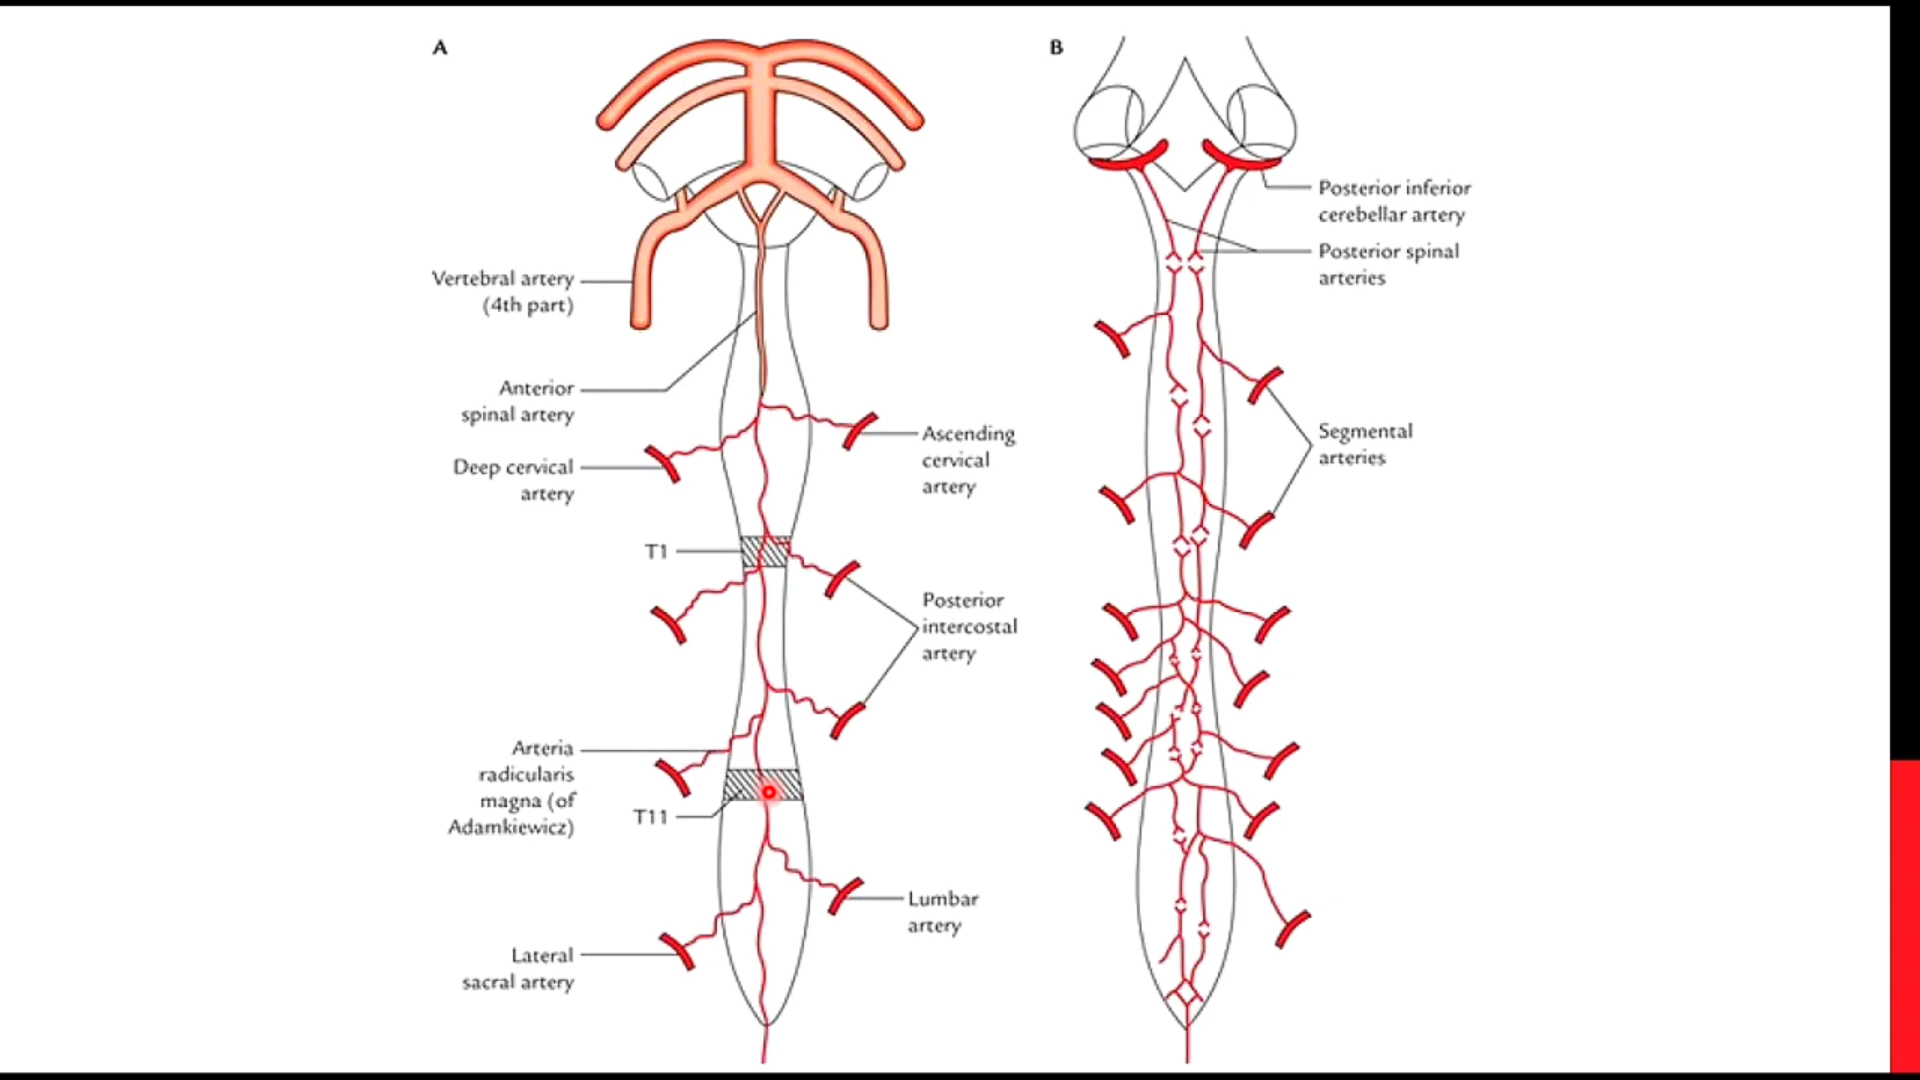 A
Vertebral artery
(4th part)
Anterior
spinal artery
Deep cervical
artery
Ascending
cervical
artery
T1
Posterior
intercostal
artery
Arteria
radicularis
magna (of
Adamkiewicz)
T11
Lumbar
artery
Lateral
sacral artery
B
Posterior inferior
cerebellar artery
Posterior spinal
arteries
Segmental
arteries